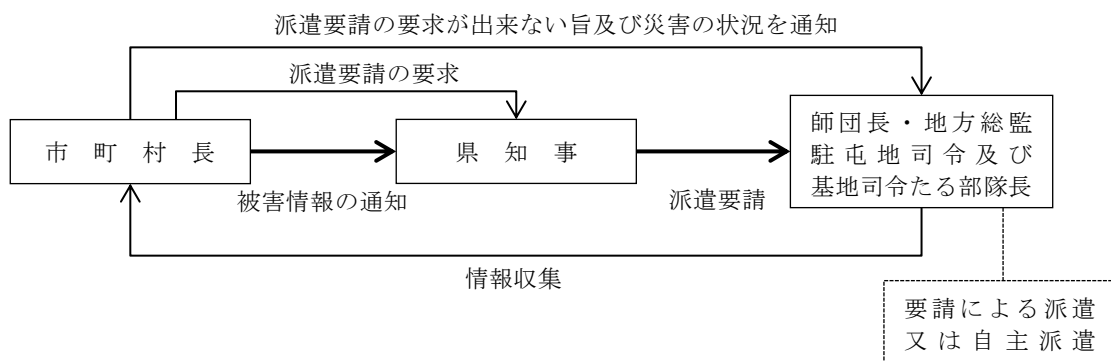 派遣要請の要求が出来ない旨及び災害の状況を通知
派遣要請の要求
市町村長
県知事
師団長・地方総監
駐屯地司令及び
基地司令たる部隊長
被害情報の通知
派遣要請
情報収集
要請による派遣
又は自主派遣